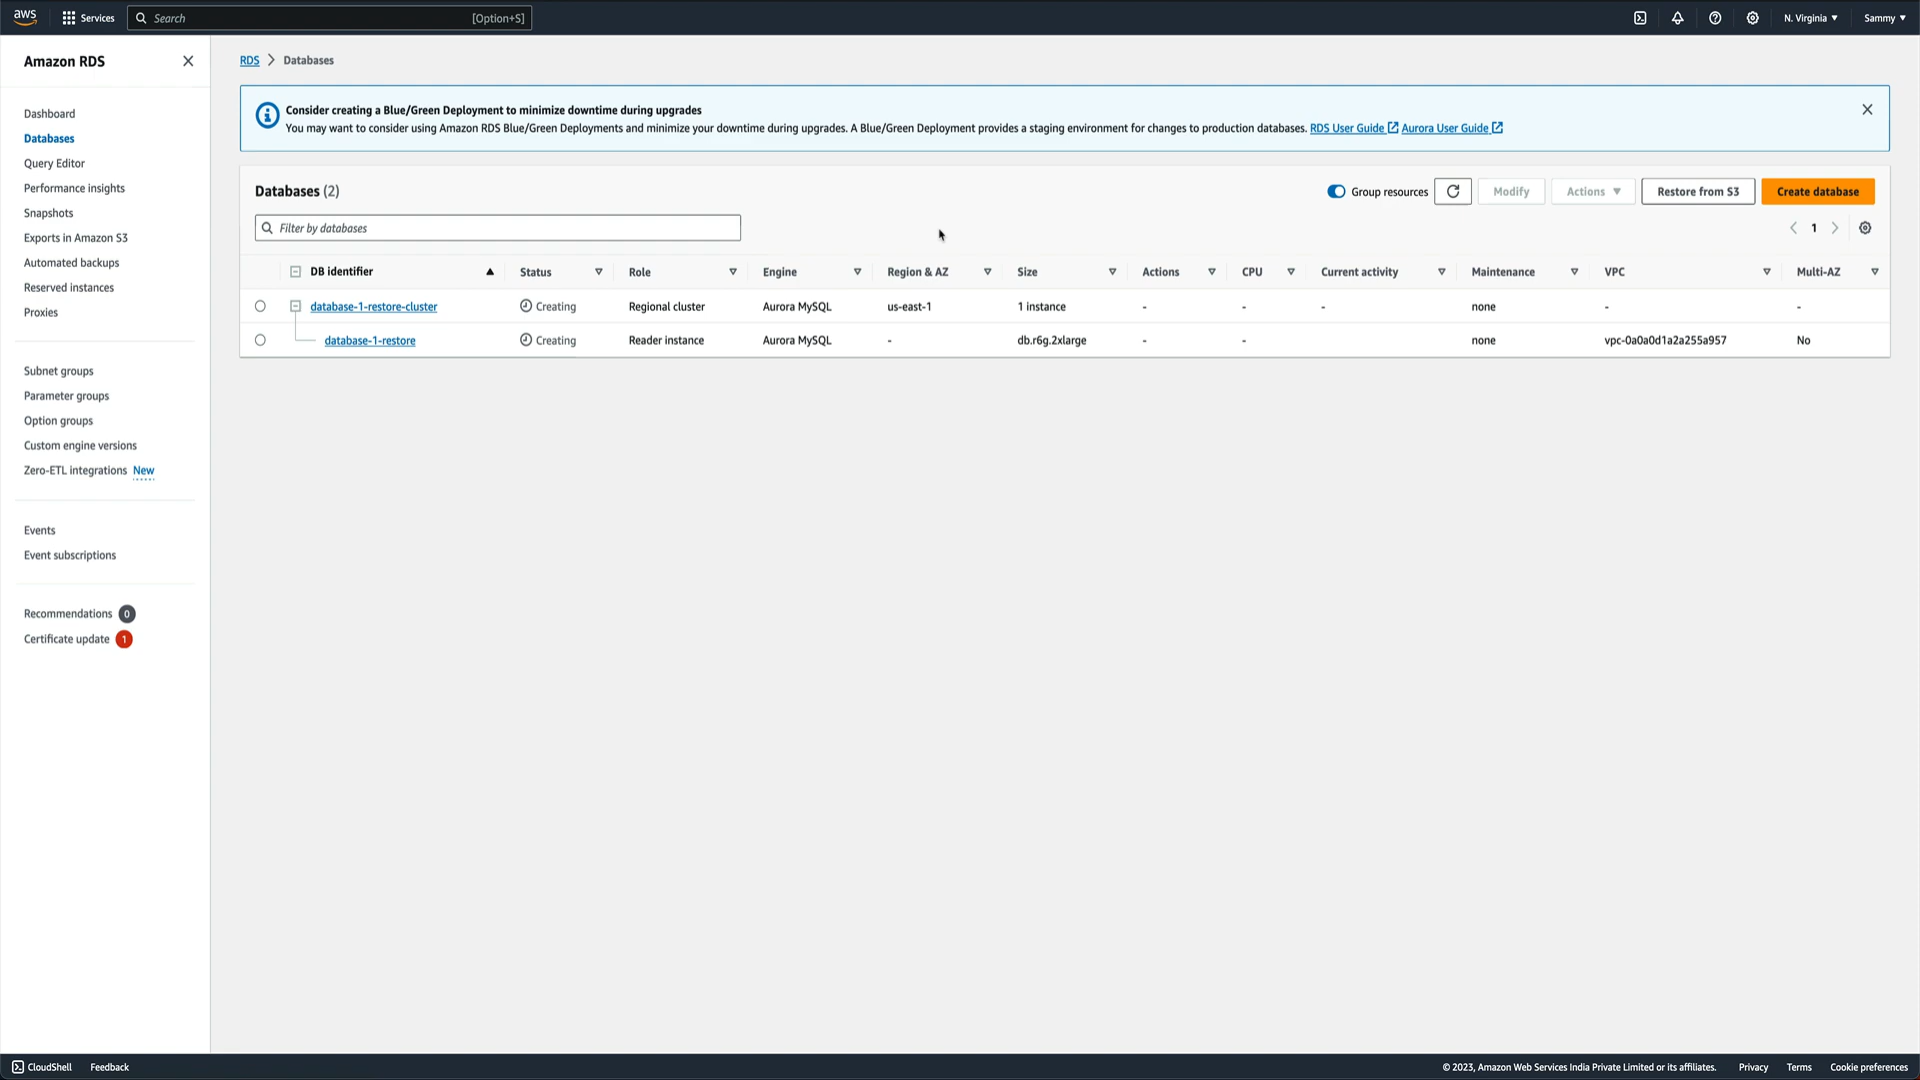 aws Services Search [Option+S] N. Virginia ▼ Sammy ▼
Amazon RDS
Dashboard
Databases
Query Editor
Performance insights
Snapshots
Exports in Amazon S3
Automated backups
Reserved instances
Proxies
Subnet groups
Parameter groups
Option groups
Custom engine versions
Zero-ETL integrations New
Events
Event subscriptions
Recommendations 0
Certificate update 1
RDS > Databases
Consider creating a Blue/Green Deployment to minimize downtime during upgrades
You may want to consider using Amazon RDS Blue/Green Deployments and minimize your downtime during upgrades. A Blue/Green Deployment provides a staging environment for changes to production databases. RDS User Guide Aurora User Guide
Databases (2) Group resources Modify Actions ▼ Restore from S3 Create database
Filter by databases < 1 >
DB identifier Status Role Engine Region & AZ Size Actions CPU Current activity Maintenance VPC Multi-AZ
database-1-restore-cluster Creating Regional cluster Aurora MySQL us-east-1 1 instance - - - none - -
database-1-restore Creating Reader instance Aurora MySQL - db.r6g.2xlarge - - none vpc-0a0a0d1a2a255a957 No
CloudShell Feedback © 2023, Amazon Web Services India Private Limited or its affiliates. Privacy Terms Cookie preferences